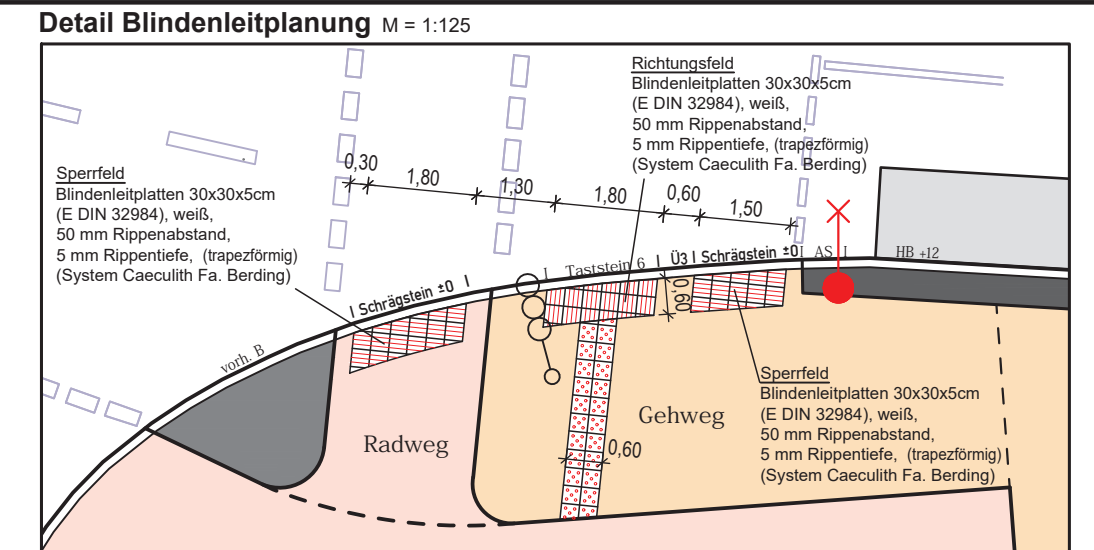 Detail Blindenleitplanung M = 1:125
Richtungsfeld
Blindenleitplatten 30x30x5cm
(E DIN 32984), weiß,
50 mm Rippenabstand,
5 mm Rippentiefe, (trapezförmig)
(System Caeculith Fa. Berding)
Sperrfeld
Blindenleitplatten 30x30x5cm
(E DIN 32984), weiß,
50 mm Rippenabstand,
5 mm Rippentiefe, (trapezförmig)
(System Caeculith Fa. Berding)
0,30
1,80
1,30
1,80
0,60
1,50
vorh. B
I Schrägstein ±0 I
I Taststein 6 I Ü3 I Schrägstein ±0 I AS I HB +12
0,60
Radweg
Gehweg
0,60
Sperrfeld
Blindenleitplatten 30x30x5cm
(E DIN 32984), weiß,
50 mm Rippenabstand,
5 mm Rippentiefe, (trapezförmig)
(System Caeculith Fa. Berding)